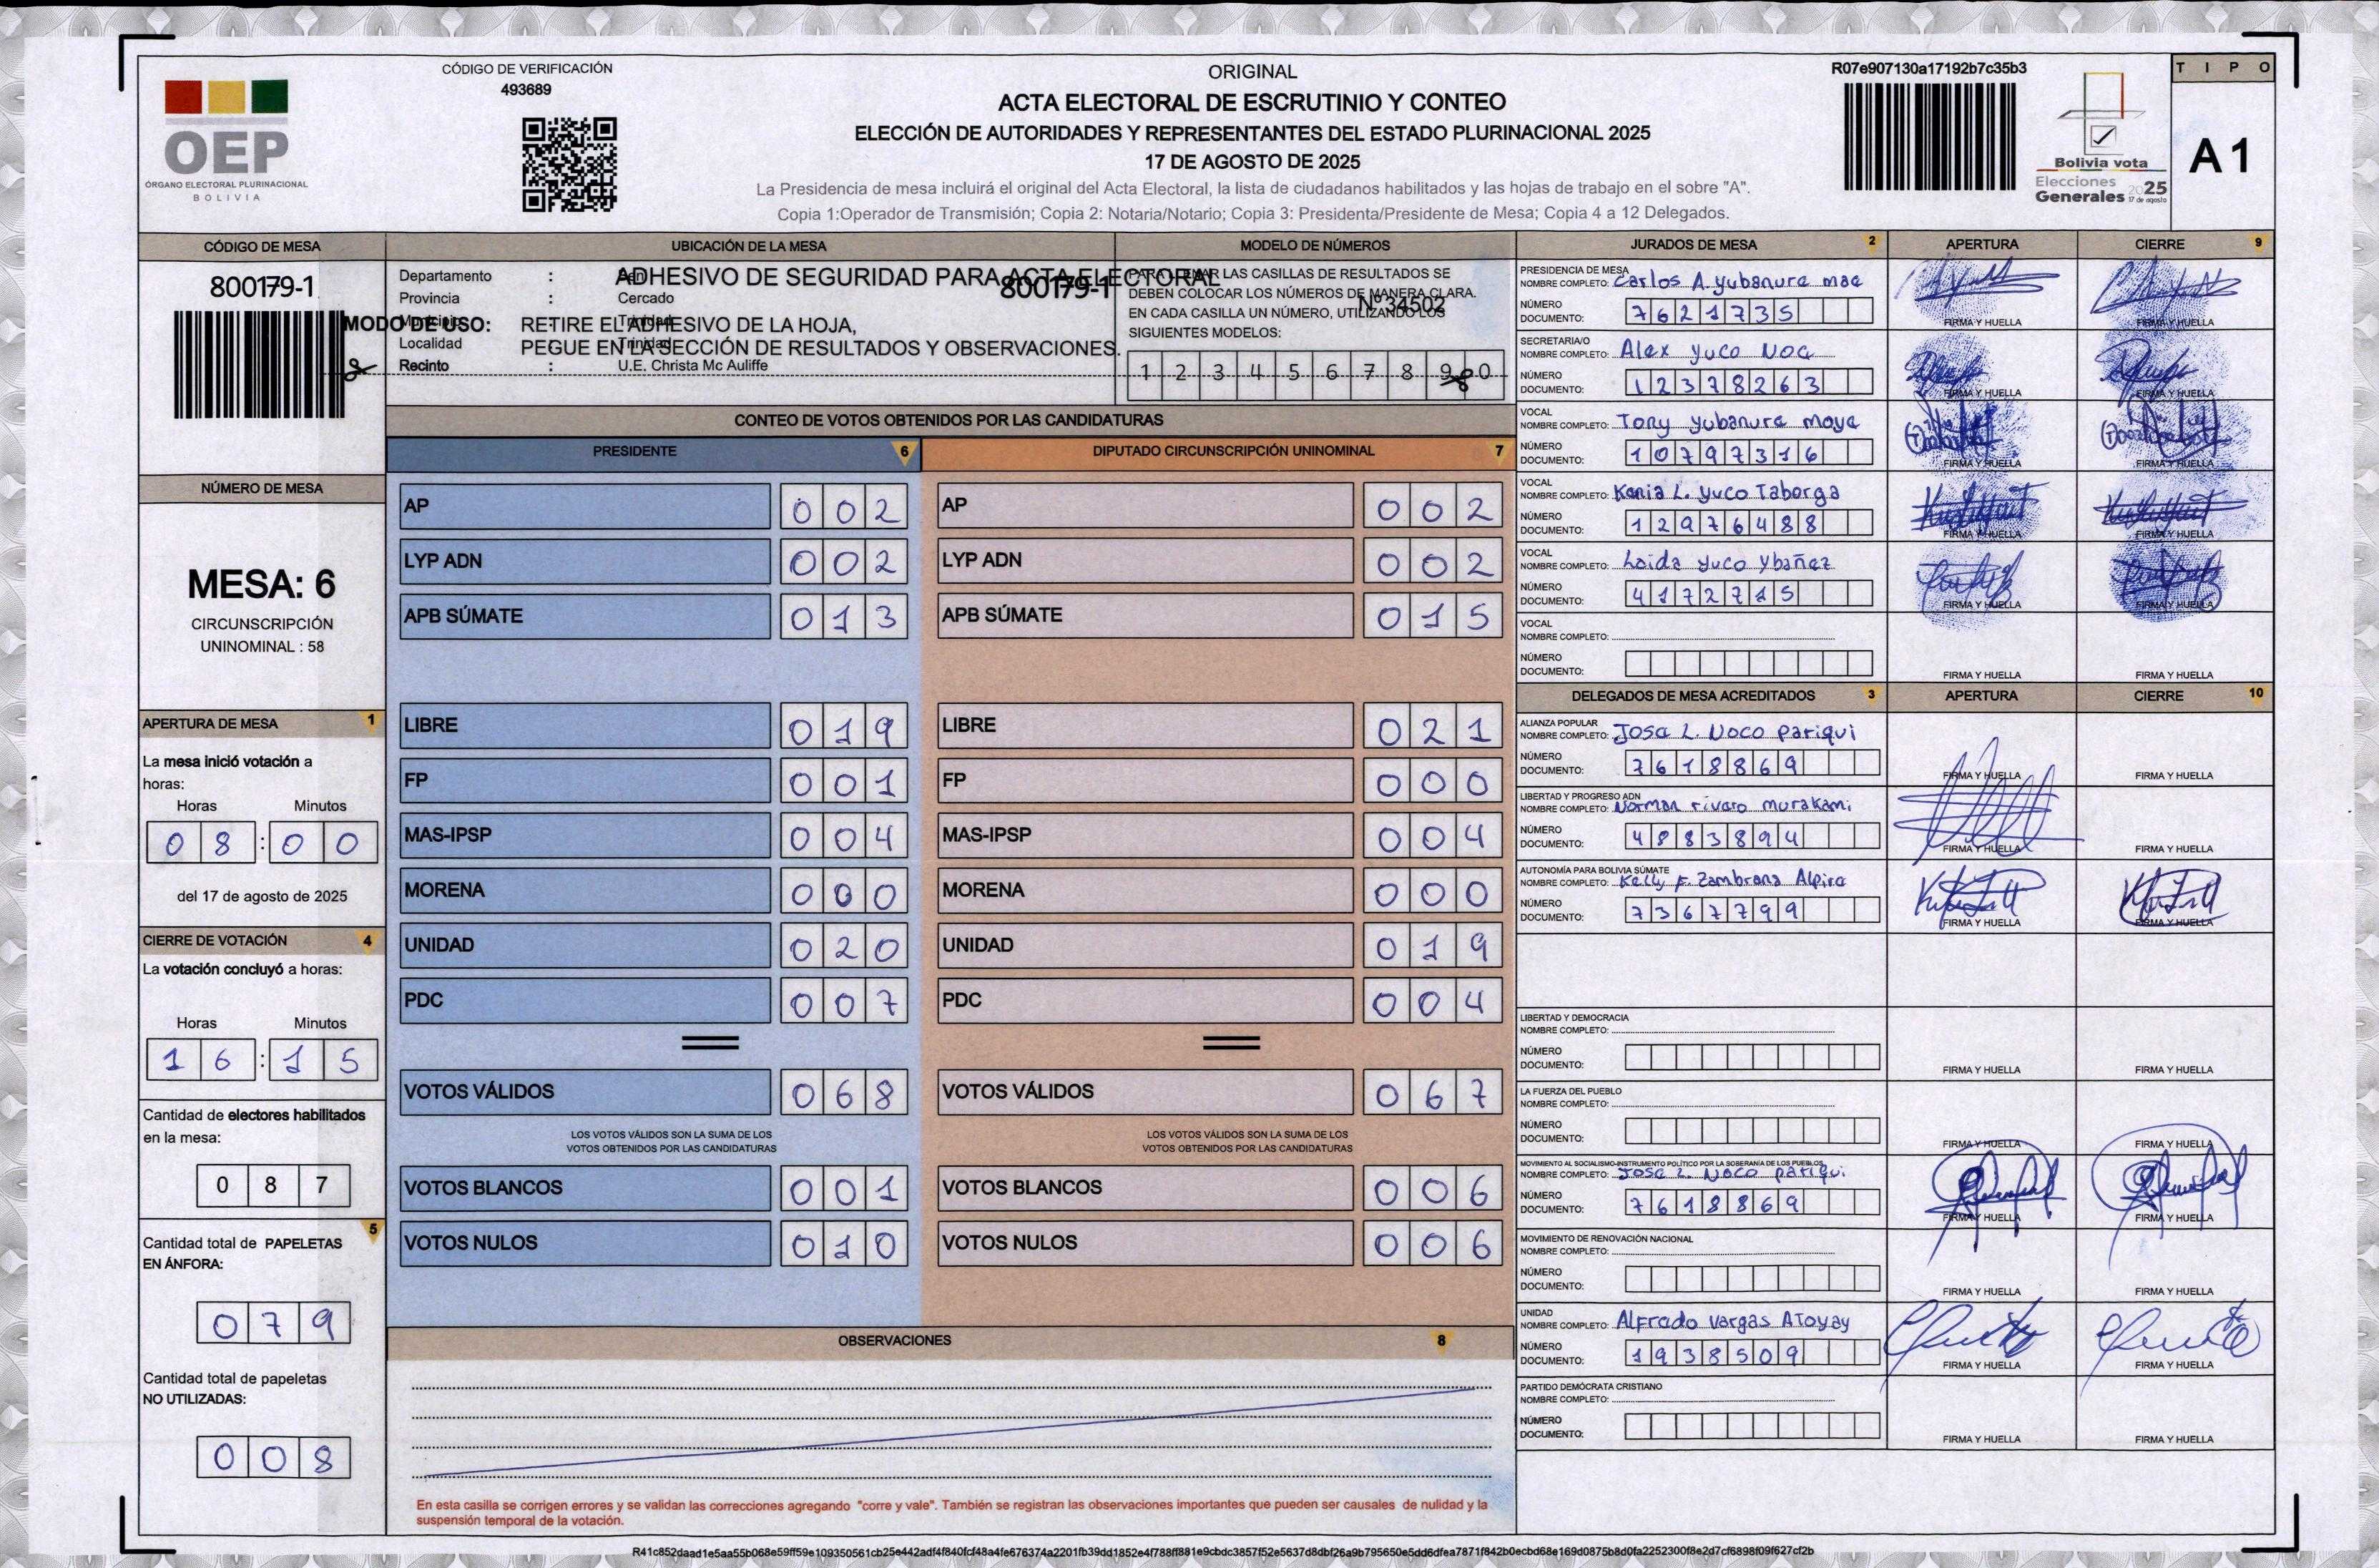 CÓDIGO DE VERIFICACIÓN
493689
OEP
ÓRGANO ELECTORAL PLURINACIONAL
BOLIVIA
ORIGINAL
ACTA ELECTORAL DE ESCRUTINIO Y CONTEO
ELECCIÓN DE AUTORIDADES Y REPRESENTANTES DEL ESTADO PLURINACIONAL 2025
17 DE AGOSTO DE 2025
La Presidencia de mesa incluirá el original del Acta Electoral, la lista de ciudadanos habilitados y las hojas de trabajo en el sobre "A".
Copia 1:Operador de Transmisión; Copia 2: Notaria/Notario; Copia 3: Presidenta/Presidente de Mesa; Copia 4 a 12 Delegados.
R07e907130a17192b7c35b3
Bolivia vota
Elecciones
Generales 2025
17 de agosto
TIPO
A1
CÓDIGO DE MESA
800179-1
UBICACIÓN DE LA MESA
Departamento : Beni
Provincia : Cercado
Municipio : Trinidad
Localidad : Trinidad
Recinto : U.E. Christa Mc Auliffe
800179-1
ADHESIVO DE SEGURIDAD PARA ACTA ELECTORAL
Nº34502
MODO DE USO: RETIRE EL ADHESIVO DE LA HOJA,
PEGUE EN LA SECCIÓN DE RESULTADOS Y OBSERVACIONES.
MODELO DE NÚMEROS
PARA LLENAR LAS CASILLAS DE RESULTADOS SE
DEBEN COLOCAR LOS NÚMEROS DE MANERA CLARA.
EN CADA CASILLA UN NÚMERO, UTILIZANDO LOS
SIGUIENTES MODELOS:
1 2 3 4 5 6 7 8 9 0
NÚMERO DE MESA
MESA: 6
CIRCUNSCRIPCIÓN
UNINOMINAL : 58
APERTURA DE MESA 1
La mesa inició votación a
horas:
Horas Minutos
08:00
del 17 de agosto de 2025
CIERRE DE VOTACIÓN 4
La votación concluyó a horas:
Horas Minutos
16:15
Cantidad de electores habilitados
en la mesa:
087
5
Cantidad total de PAPELETAS
EN ÁNFORA:
079
Cantidad total de papeletas
NO UTILIZADAS:
008
CONTEO DE VOTOS OBTENIDOS POR LAS CANDIDATURAS
PRESIDENTE 6
AP 002
LYP ADN 002
APB SÚMATE 013
LIBRE 019
FP 001
MAS-IPSP 004
MORENA 000
UNIDAD 020
PDC 007
VOTOS VÁLIDOS 068
LOS VOTOS VÁLIDOS SON LA SUMA DE LOS
VOTOS OBTENIDOS POR LAS CANDIDATURAS
VOTOS BLANCOS 001
VOTOS NULOS 010
DIPUTADO CIRCUNSCRIPCIÓN UNINOMINAL 7
AP 002
LYP ADN 002
APB SÚMATE 015
LIBRE 021
FP 000
MAS-IPSP 004
MORENA 000
UNIDAD 019
PDC 004
VOTOS VÁLIDOS 067
LOS VOTOS VÁLIDOS SON LA SUMA DE LOS
VOTOS OBTENIDOS POR LAS CANDIDATURAS
VOTOS BLANCOS 006
VOTOS NULOS 006
OBSERVACIONES 8
En esta casilla se corrigen errores y se validan las correcciones agregando "corre y vale". También se registran las observaciones importantes que pueden ser causales de nulidad y la
suspensión temporal de la votación.
JURADOS DE MESA 2 APERTURA CIERRE 9
PRESIDENCIA DE MESA
NOMBRE COMPLETO: Carlos A. yubanure mae
NÚMERO
DOCUMENTO: 7621735
FIRMA Y HUELLA FIRMA Y HUELLA
SECRETARIA/O
NOMBRE COMPLETO: Alex yuco Noa
NÚMERO
DOCUMENTO: 12378263
FIRMA Y HUELLA FIRMA Y HUELLA
VOCAL
NOMBRE COMPLETO: Tony yubanure moye
NÚMERO
DOCUMENTO: 10797316
FIRMA Y HUELLA FIRMA Y HUELLA
VOCAL
NOMBRE COMPLETO: Kenia L. yuco Taborga
NÚMERO
DOCUMENTO: 12976488
FIRMA Y HUELLA FIRMA Y HUELLA
VOCAL
NOMBRE COMPLETO: Loida yuco ybañez
NÚMERO
DOCUMENTO: 4172715
FIRMA Y HUELLA FIRMA Y HUELLA
VOCAL
NOMBRE COMPLETO:
NÚMERO
DOCUMENTO:
FIRMA Y HUELLA FIRMA Y HUELLA
DELEGADOS DE MESA ACREDITADOS 3 APERTURA CIERRE 10
ALIANZA POPULAR
NOMBRE COMPLETO: Jose L. Noco pariqui
NÚMERO
DOCUMENTO: 7618869
FIRMA Y HUELLA FIRMA Y HUELLA
LIBERTAD Y PROGRESO ADN
NOMBRE COMPLETO: Norman rivaro murakami
NÚMERO
DOCUMENTO: 4883894
FIRMA Y HUELLA FIRMA Y HUELLA
AUTONOMÍA PARA BOLIVIA SÚMATE
NOMBRE COMPLETO: Kelly F. Zambrana Alpire
NÚMERO
DOCUMENTO: 7367799
FIRMA Y HUELLA FIRMA Y HUELLA
LIBERTAD Y DEMOCRACIA
NOMBRE COMPLETO:
NÚMERO
DOCUMENTO:
FIRMA Y HUELLA FIRMA Y HUELLA
LA FUERZA DEL PUEBLO
NOMBRE COMPLETO:
NÚMERO
DOCUMENTO:
FIRMA Y HUELLA FIRMA Y HUELLA
MOVIMIENTO AL SOCIALISMO-INSTRUMENTO POLÍTICO POR LA SOBERANÍA DE LOS PUEBLOS
NOMBRE COMPLETO: Jose L. Noco pariqui
NÚMERO
DOCUMENTO: 7618869
FIRMA Y HUELLA FIRMA Y HUELLA
MOVIMIENTO DE RENOVACIÓN NACIONAL
NOMBRE COMPLETO:
NÚMERO
DOCUMENTO:
FIRMA Y HUELLA FIRMA Y HUELLA
UNIDAD
NOMBRE COMPLETO: Alfredo Vargas Atoyay
NÚMERO
DOCUMENTO: 1938509
FIRMA Y HUELLA FIRMA Y HUELLA
PARTIDO DEMÓCRATA CRISTIANO
NOMBRE COMPLETO:
NÚMERO
DOCUMENTO:
FIRMA Y HUELLA FIRMA Y HUELLA